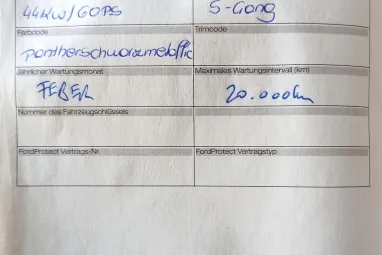 44KW/60PS 5-Gang
Farbcode Trimcode
pantherschwarzmetallic
Jährlicher Wartungsmonat Maximales Wartungsintervall (km)
FEBER 20.000km
Nummer des Fahrzeugschlüssels
FordProtect Vertrags-Nr. FordProtect Vertragstyp